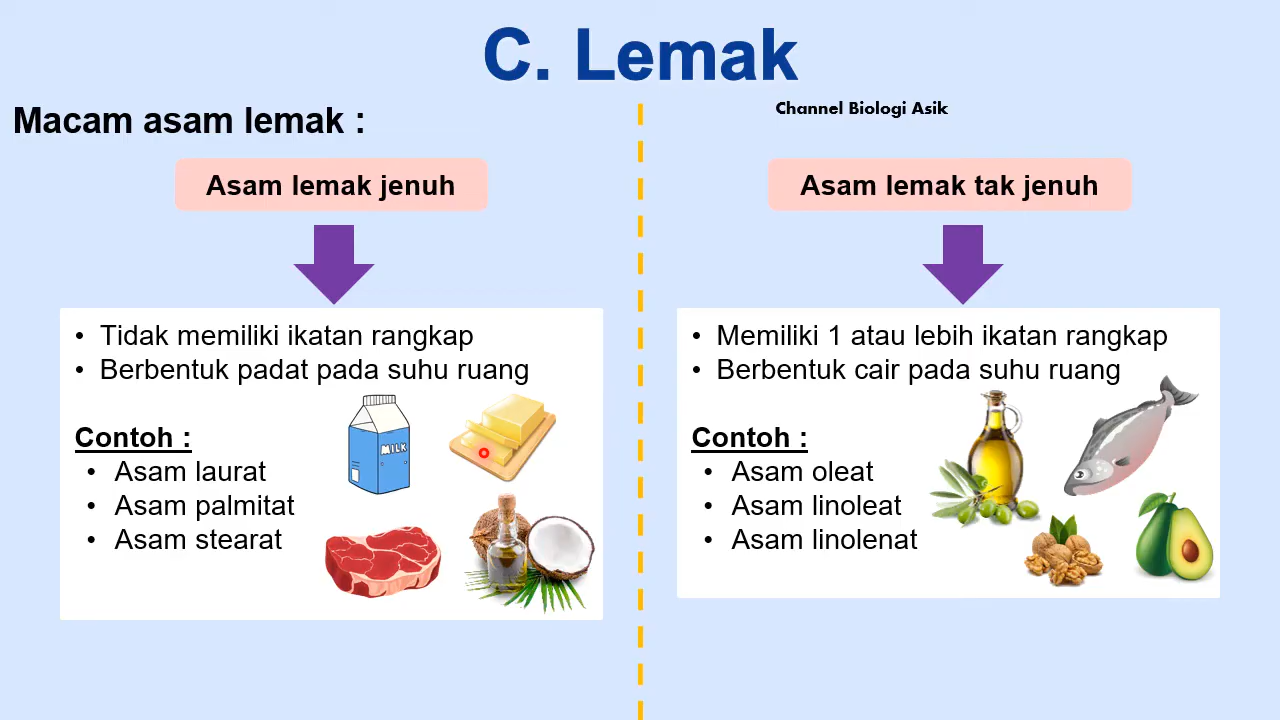 C. Lemak
Channel Biologi Asik
Macam asam lemak :
Asam lemak jenuh
• Tidak memiliki ikatan rangkap
• Berbentuk padat pada suhu ruang
Contoh :
• Asam laurat
• Asam palmitat
• Asam stearat
MILK
Asam lemak tak jenuh
• Memiliki 1 atau lebih ikatan rangkap
• Berbentuk cair pada suhu ruang
Contoh :
• Asam oleat
• Asam linoleat
• Asam linolenat